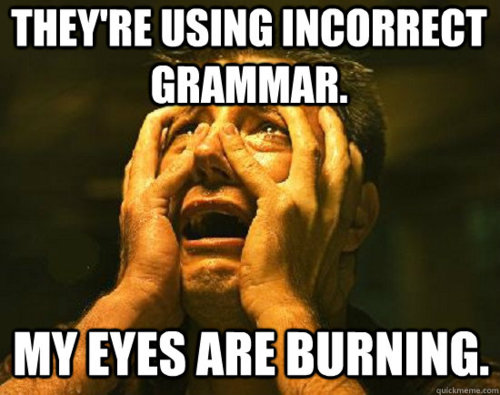 THEY'RE USING INCORRECT
GRAMMAR.
MY EYES ARE BURNING.
quickmeme.com